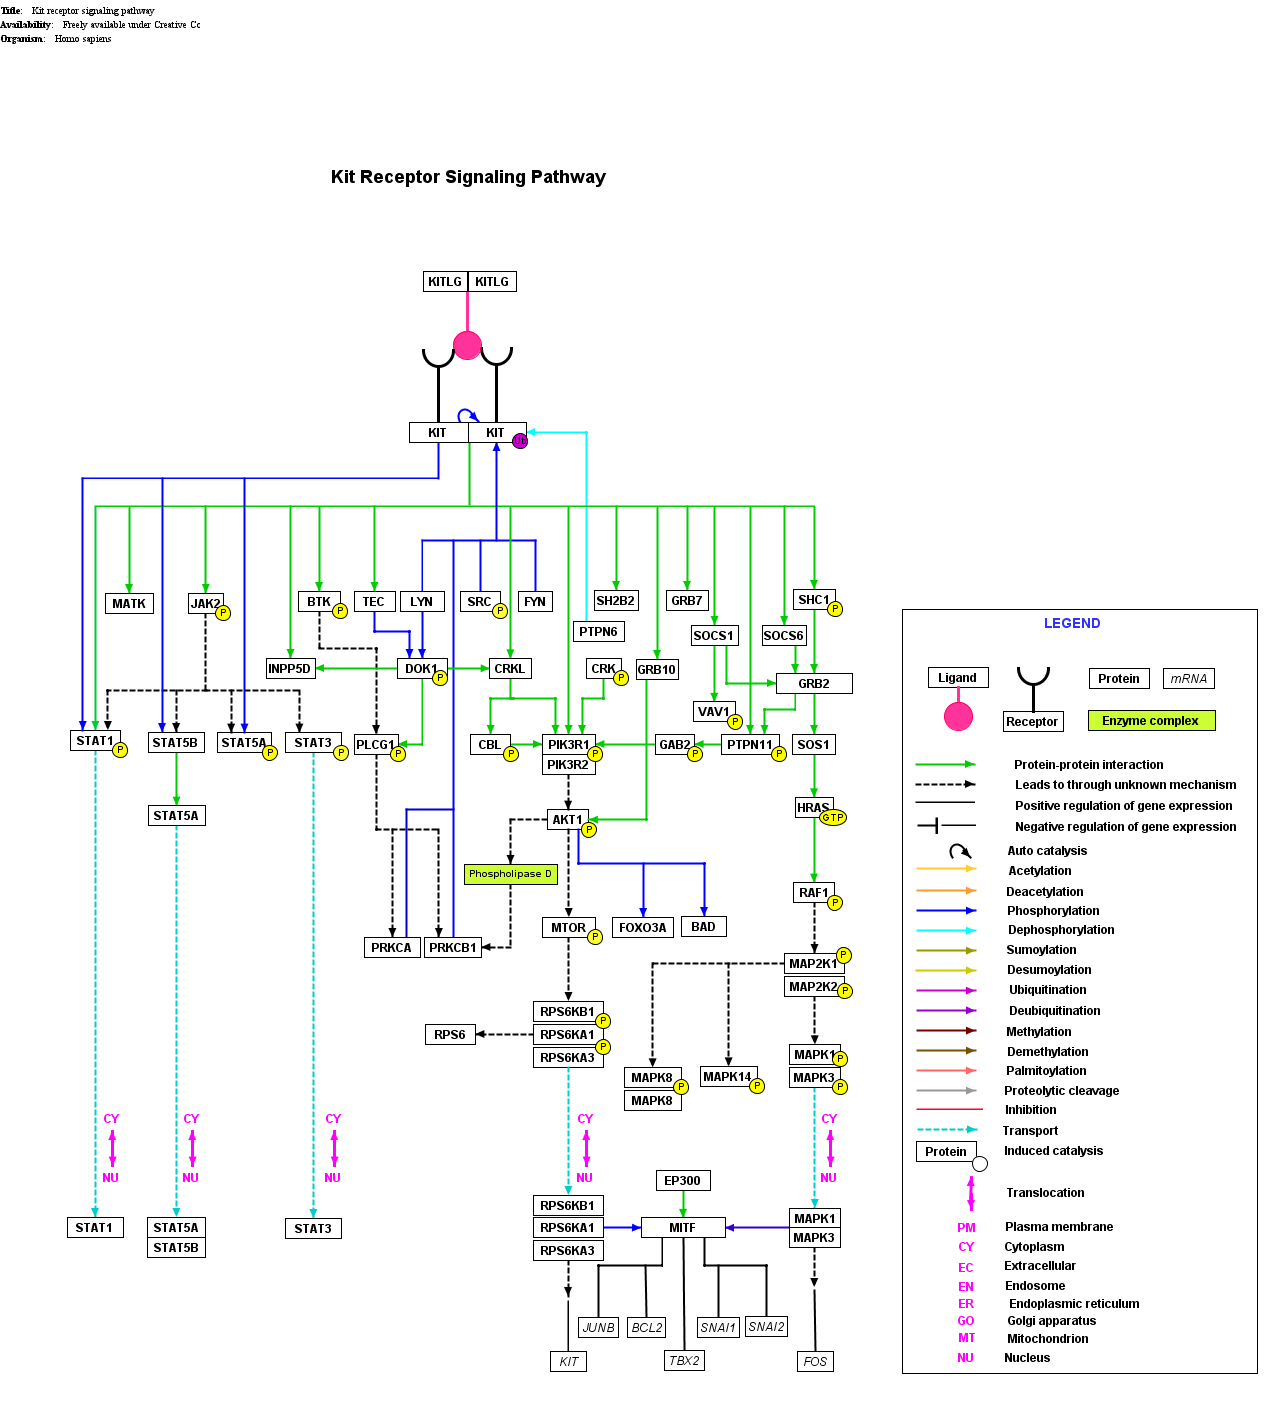 Title: Kit receptor signaling pathway
Availability: Freely available under Creative Cc
Organism: Homo sapiens
Kit Receptor Signaling Pathway
KITLG KITLG
KIT KIT Ub
MATK JAK2 P BTK P TEC LYN SRC P FYN SH2B2 GRB7 SHC1 P
PTPN6 SOCS1 SOCS6
INPP5D DOK1 P CRKL CRK P GRB10 GRB2
VAV1 P
STAT1 P STAT5B STAT5A P STAT3 P PLCG1 P CBL P PIK3R1 P GAB2 P PTPN11 P SOS1
PIK3R2
STAT5A AKT1 P HRAS GTP
Phospholipase D RAF1 P
MTOR P FOXO3A BAD
PRKCA PRKCB1
MAP2K1 P
MAP2K2 P
RPS6KB1 P
RPS6 RPS6KA1 P
RPS6KA3 MAPK1 P
MAPK8 P MAPK14 P MAPK3 P
MAPK8
CY CY CY CY CY
NU NU NU NU NU
EP300
RPS6KB1
STAT1 STAT5A STAT3 RPS6KA1 MITF MAPK1
STAT5B RPS6KA3 MAPK3
JUNB BCL2 SNAI1 SNAI2
KIT TBX2 FOS
LEGEND
Ligand Receptor Protein mRNA
Enzyme complex
Protein-protein interaction
Leads to through unknown mechanism
Positive regulation of gene expression
Negative regulation of gene expression
Auto catalysis
Acetylation
Deacetylation
Phosphorylation
Dephosphorylation
Sumoylation
Desumoylation
Ubiquitination
Deubiquitination
Methylation
Demethylation
Palmitoylation
Proteolytic cleavage
Inhibition
Transport
Protein Induced catalysis
Translocation
PM Plasma membrane
CY Cytoplasm
EC Extracellular
EN Endosome
ER Endoplasmic reticulum
GO Golgi apparatus
MT Mitochondrion
NU Nucleus